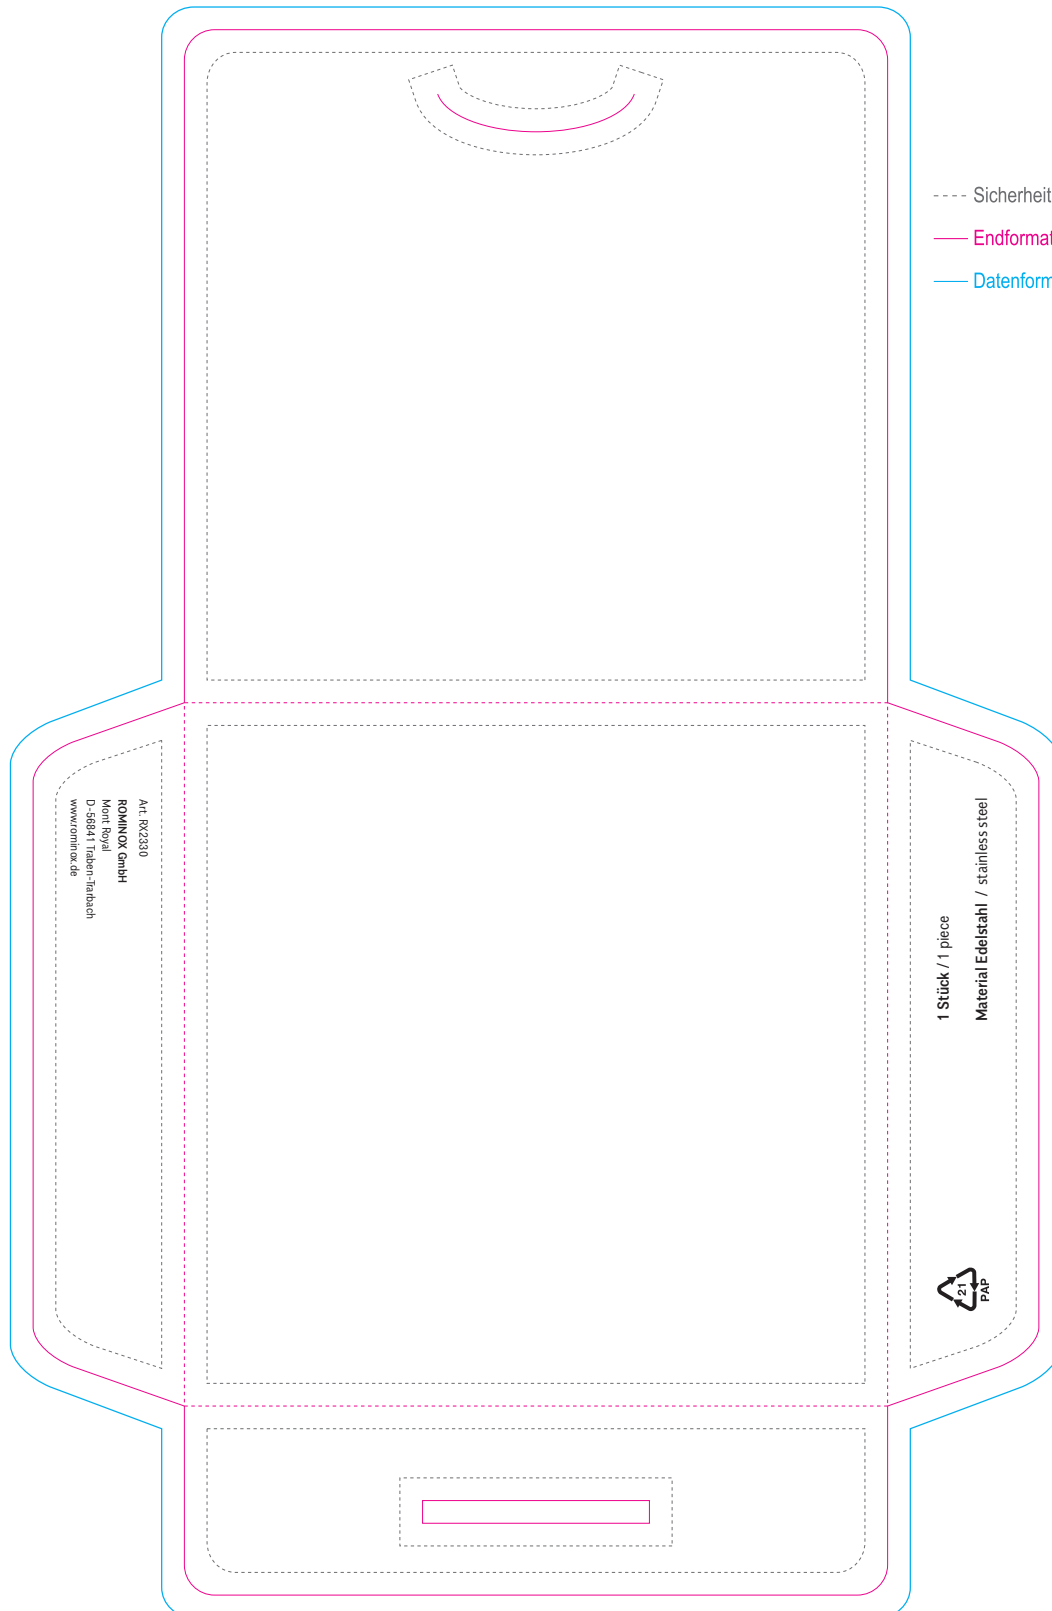 Sicherheit
Endformat
Datenform
Art. RX2330
ROMINOX GmbH
Mont Royal
D-56841 Traben-Trarbach
www.rominox.de
Material Edelstahl / stainless steel
1 Stück / 1 piece
21
PAP